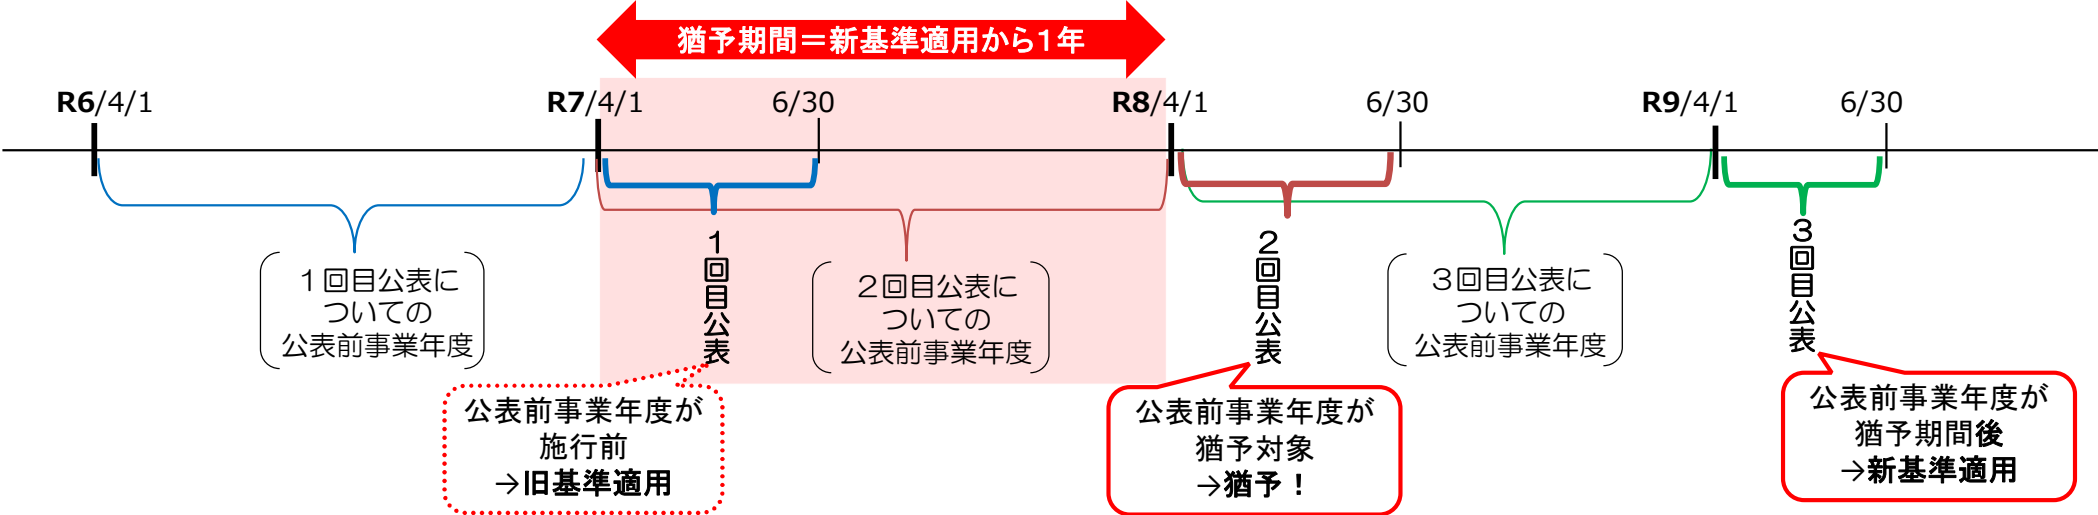 猶予期間＝新基準適用から１年
R6/4/1
R7/4/1
6/30
R8/4/1
6/30
R9/4/1
6/30
１回目公表に
ついての
公表前事業年度
１回目公表
２回目公表に
ついての
公表前事業年度
２回目公表
３回目公表に
ついての
公表前事業年度
３回目公表
公表前事業年度が
施行前
→旧基準適用
公表前事業年度が
猶予対象
→猶予！
公表前事業年度が
猶予期間後
→新基準適用